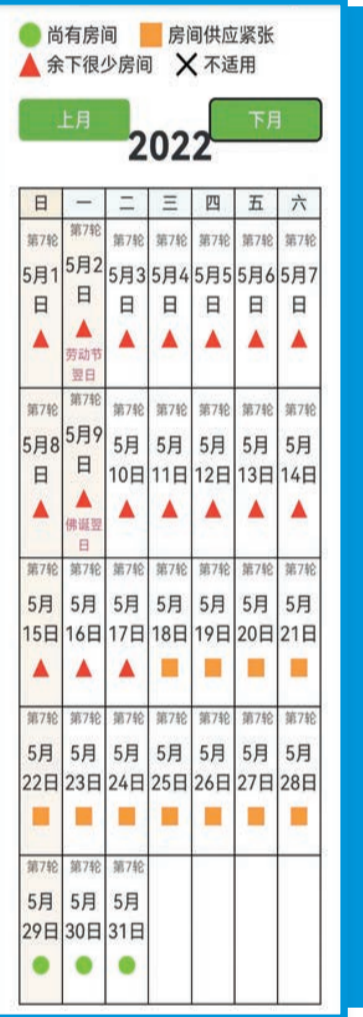 尚有房间 房间供应紧张
余下很少房间 不适用
上月 下月
2022
日 一 二 三 四 五 六
第7轮 第7轮 第7轮 第7轮 第7轮 第7轮 第7轮
5月1日 5月2日 5月3日 5月4日 5月5日 5月6日 5月7日
劳动节翌日
第7轮 第7轮 第7轮 第7轮 第7轮 第7轮 第7轮
5月8日 5月9日 5月10日 5月11日 5月12日 5月13日 5月14日
佛诞翌日
第7轮 第7轮 第7轮 第7轮 第7轮 第7轮 第7轮
5月15日 5月16日 5月17日 5月18日 5月19日 5月20日 5月21日
第7轮 第7轮 第7轮 第7轮 第7轮 第7轮 第7轮
5月22日 5月23日 5月24日 5月25日 5月26日 5月27日 5月28日
第7轮 第7轮 第7轮
5月29日 5月30日 5月31日